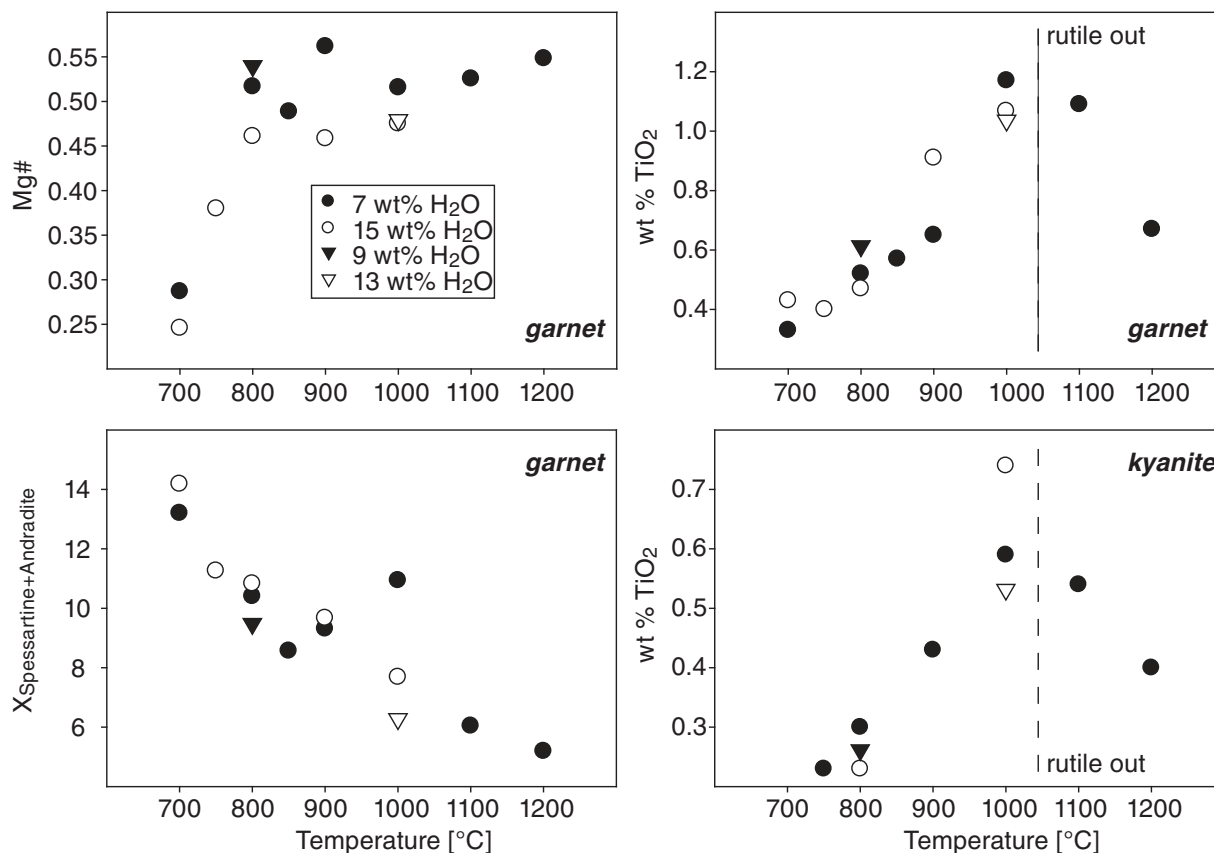 Mg#
0.55
0.50
0.45
0.40
0.35
0.30
0.25
7 wt% H₂O
15 wt% H₂O
9 wt% H₂O
13 wt% H₂O
garnet
700 800 900 1000 1100 1200
wt % TiO₂
1.2
1.0
0.8
0.6
0.4
rutile out
garnet
700 800 900 1000 1100 1200
XSpessartine+Andradite
14
12
10
8
6
garnet
700 800 900 1000 1100 1200
Temperature [°C]
wt % TiO₂
0.7
0.6
0.5
0.4
0.3
kyanite
rutile out
700 800 900 1000 1100 1200
Temperature [°C]